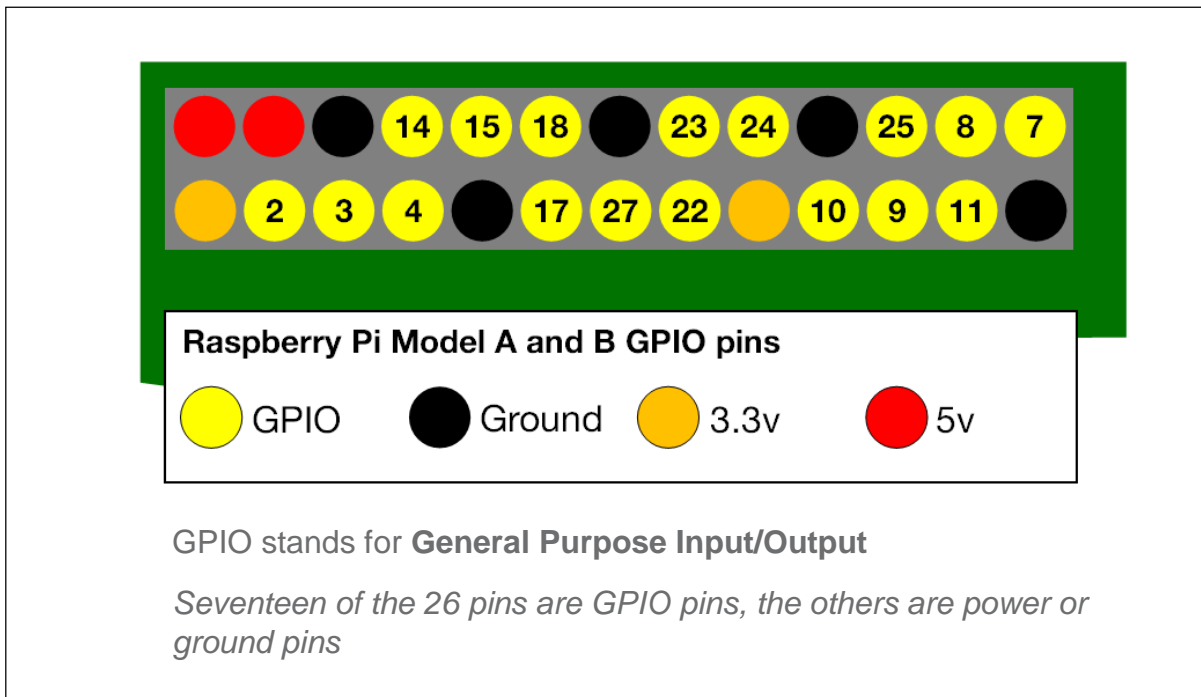 14 15 18 23 24 25 8 7
2 3 4 17 27 22 10 9 11
Raspberry Pi Model A and B GPIO pins
GPIO Ground 3.3v 5v
GPIO stands for General Purpose Input/Output
Seventeen of the 26 pins are GPIO pins, the others are power or
ground pins